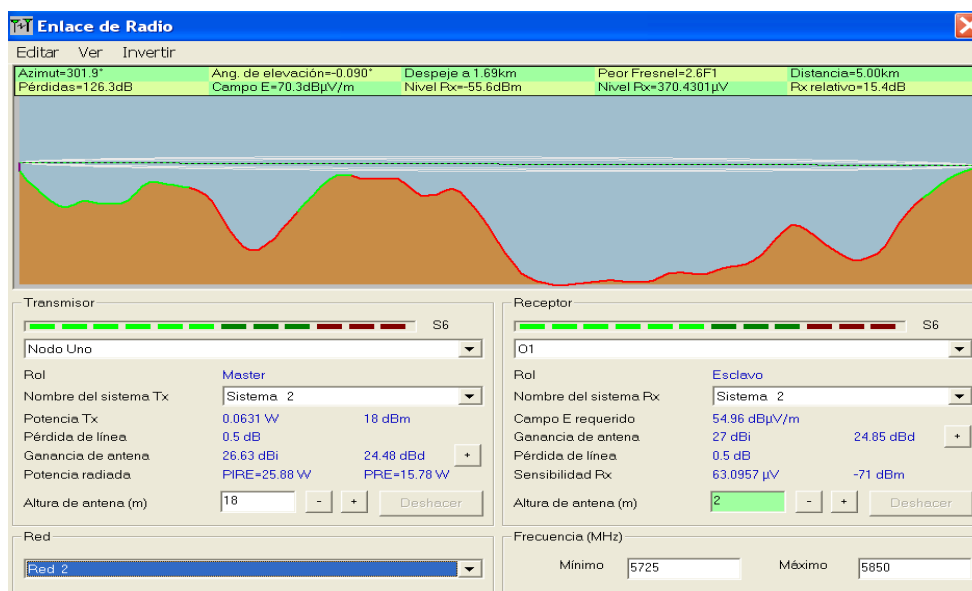 Enlace de Radio
Editar Ver Invertir
Azimut=301.9° Ang. de elevación=-0.090° Despeje a 1.69km Peor Fresnel=2.6F1 Distancia=5.00km
Pérdidas=126.3dB Campo E=70.3dBµV/m Nivel Rx=-55.6dBm Nivel Rx=370.4301µV Rx relativo=15.4dB
Transmisor Receptor
S6 S6
Nodo Uno O1
Rol Master Rol Esclavo
Nombre del sistema Tx Sistema 2 Nombre del sistema Rx Sistema 2
Potencia Tx 0.0631 W 18 dBm Campo E requerido 54.96 dBµV/m
Pérdida de línea 0.5 dB Ganancia de antena 27 dBi 24.85 dBd +
Ganancia de antena 26.63 dBi 24.48 dBd + Pérdida de línea 0.5 dB
Potencia radiada PIRE=25.88 W PRE=15.78 W Sensibilidad Rx 63.0957 µV -71 dBm
Altura de antena (m) 18 - + Deshacer Altura de antena (m) 2 - + Deshacer
Red Frecuencia (MHz)
Red 2 Mínimo 5725 Máximo 5850